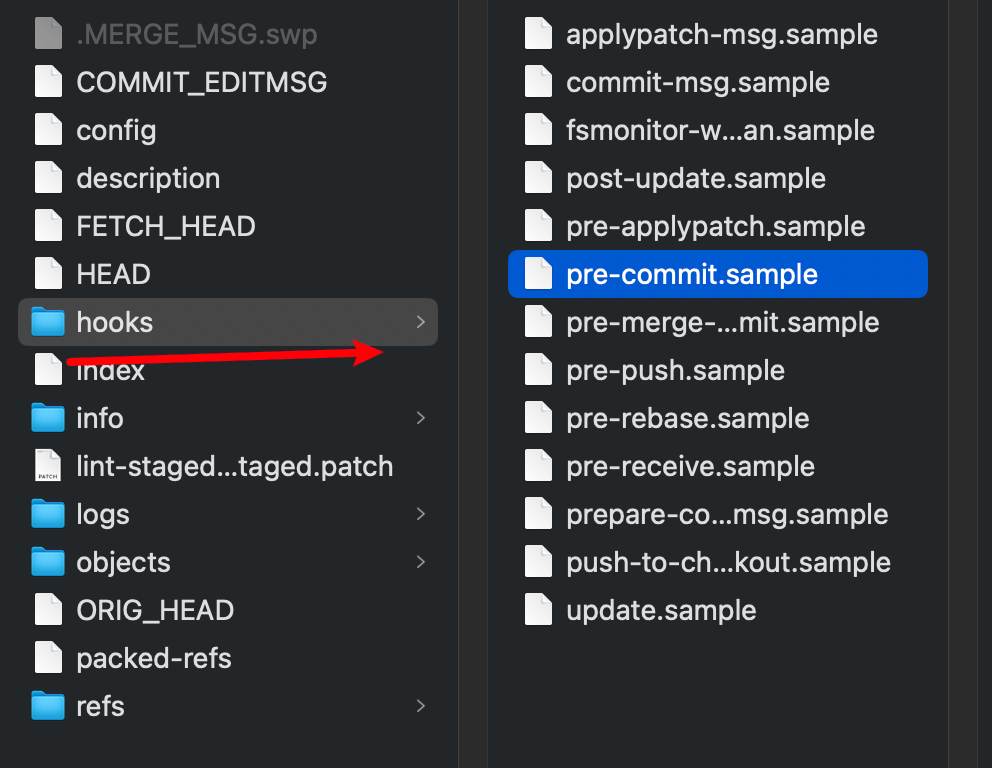 .MERGE_MSG.swp
COMMIT_EDITMSG
config
description
FETCH_HEAD
HEAD
hooks
index
info
lint-staged...taged.patch
PATCH
logs
objects
ORIG_HEAD
packed-refs
refs
applypatch-msg.sample
commit-msg.sample
fsmonitor-w...an.sample
post-update.sample
pre-applypatch.sample
pre-commit.sample
pre-merge-...mit.sample
pre-push.sample
pre-rebase.sample
pre-receive.sample
prepare-co...msg.sample
push-to-ch...kout.sample
update.sample